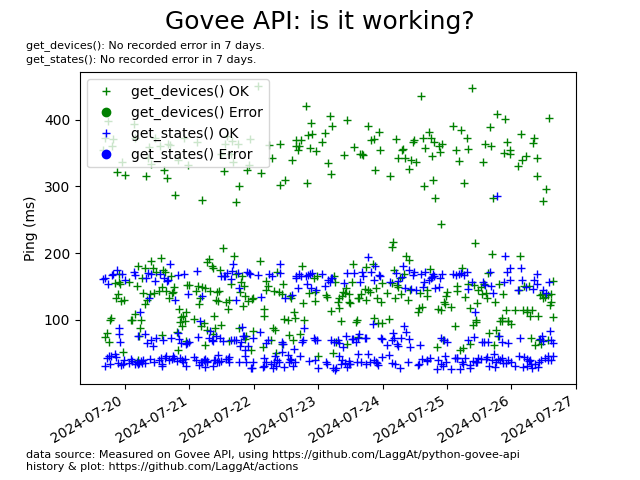 Govee API: is it working?
get_devices(): No recorded error in 7 days.
get_states(): No recorded error in 7 days.
get_devices() OK
get_devices() Error
get_states() OK
get_states() Error
Ping (ms)
400
300
200
100
2024-07-20
2024-07-21
2024-07-22
2024-07-23
2024-07-24
2024-07-25
2024-07-26
2024-07-27
data source: Measured on Govee API, using https://github.com/LaggAt/python-govee-api
history & plot: https://github.com/LaggAt/actions